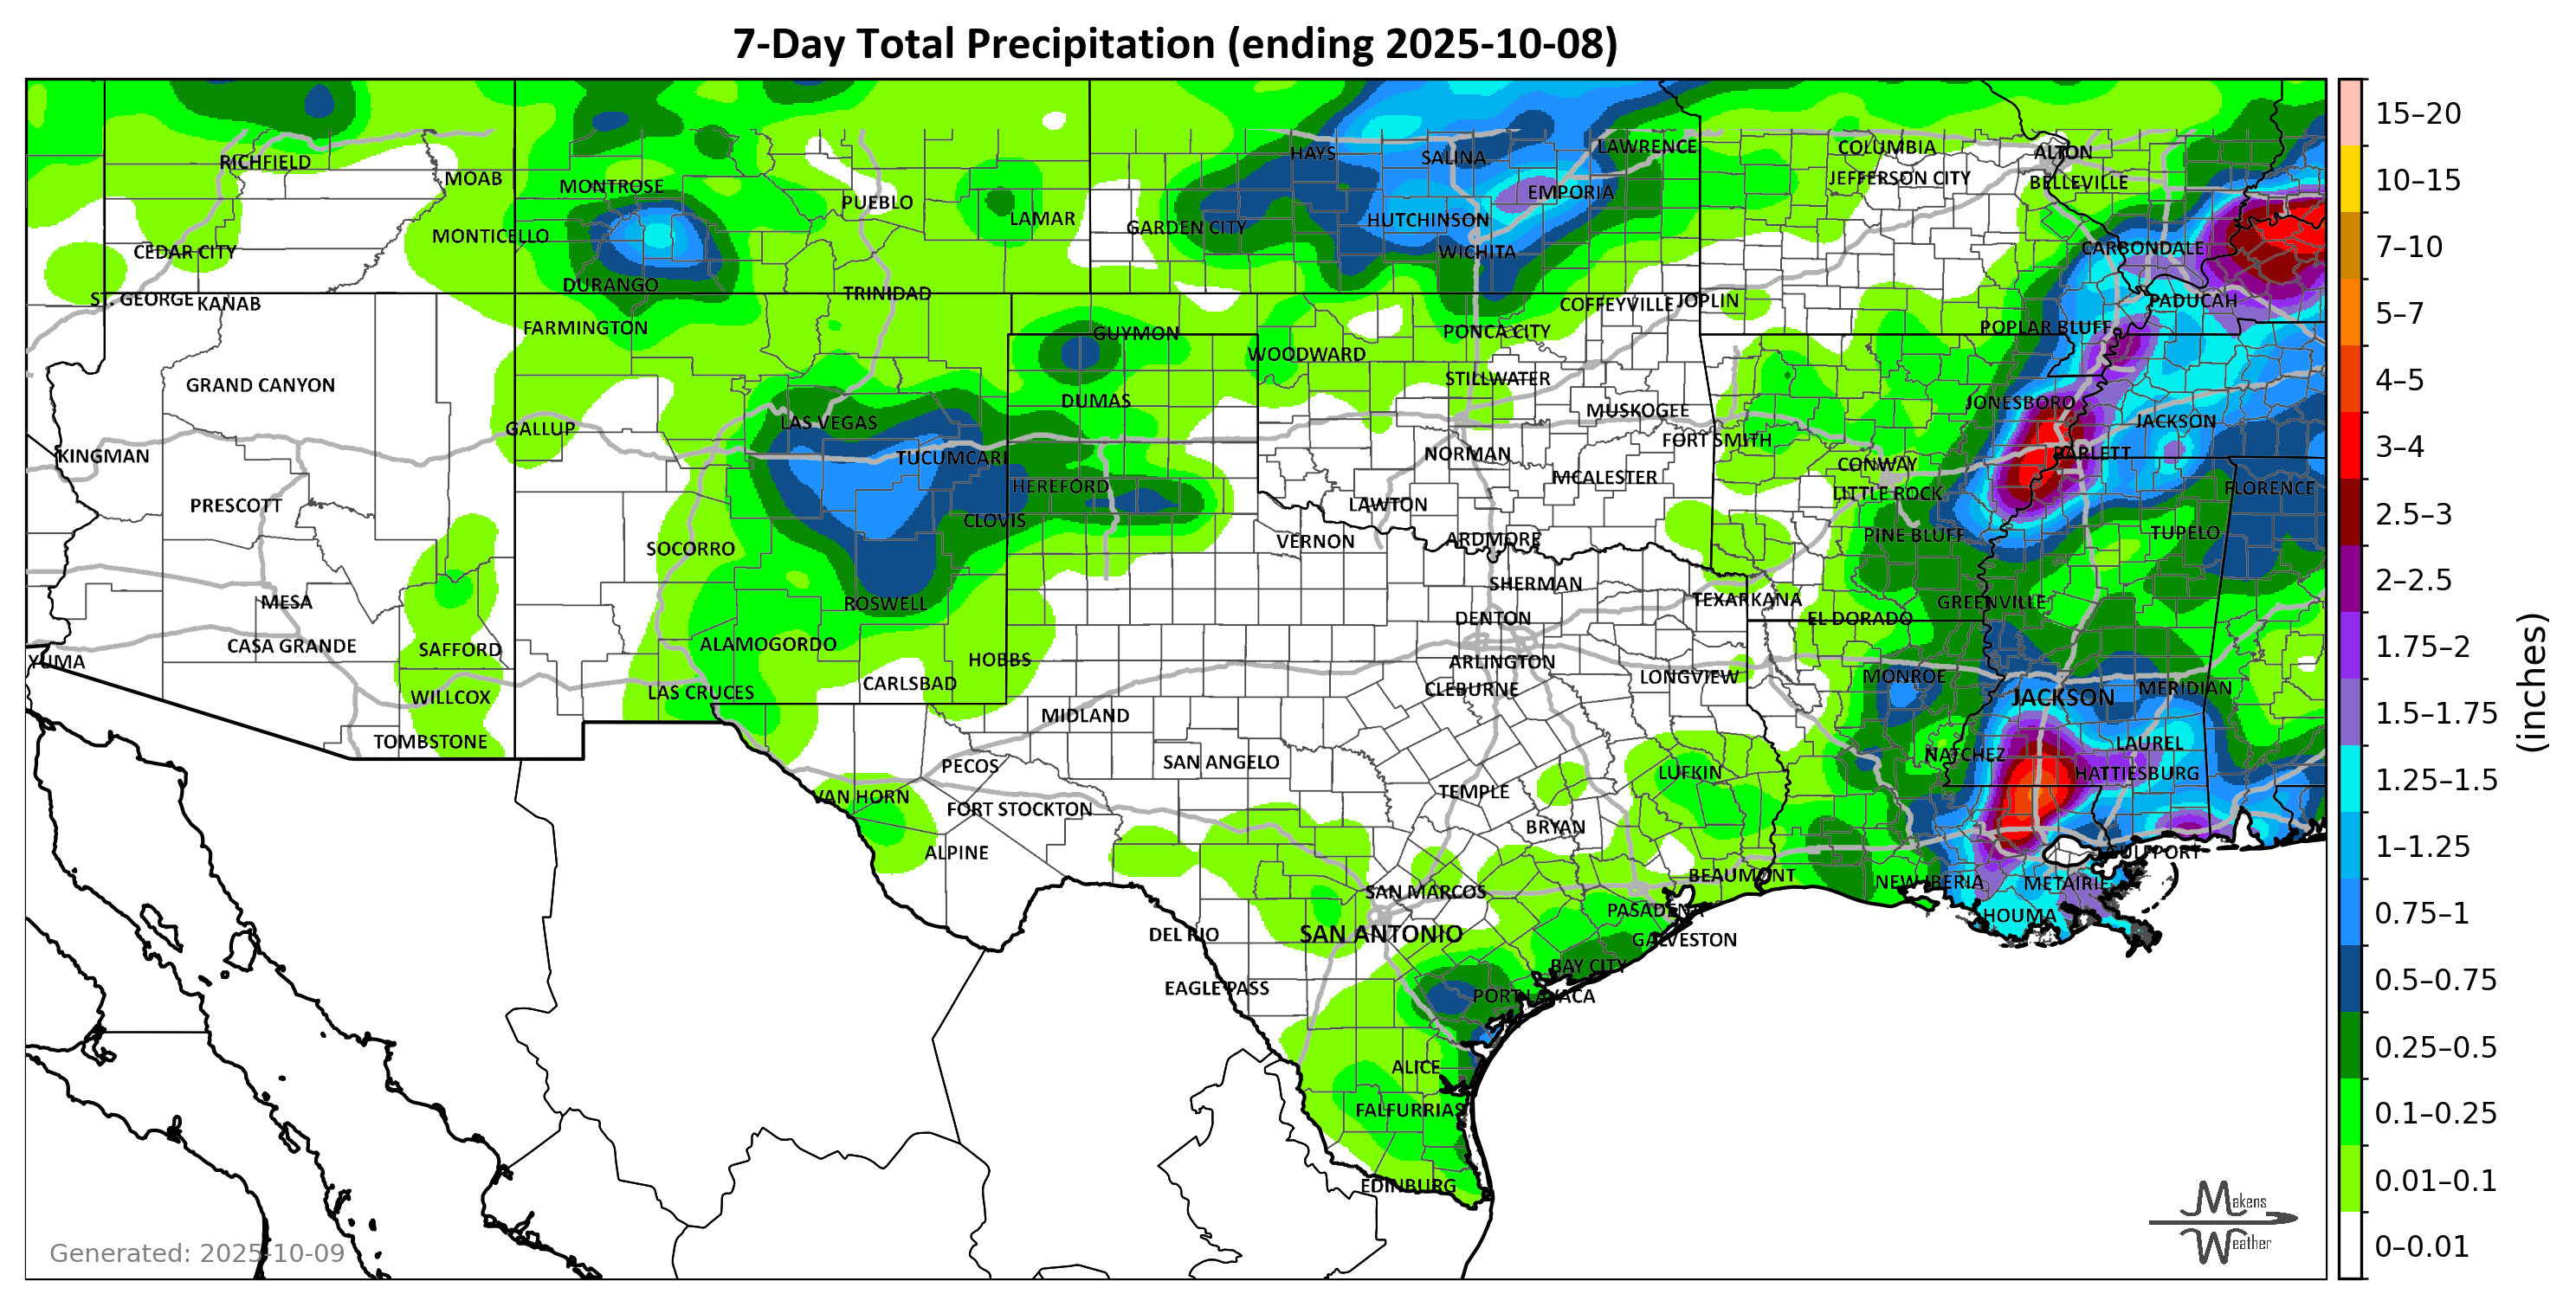 7-Day Total Precipitation (ending 2025-10-08)
RICHFIELD
MOAB
MONTROSE
PUEBLO
LAMAR
HAYS
SALINA
LAWRENCE
COLUMBIA
ALTON
JEFFERSON CITY
BELLEVILLE
EMPORIA
GARDEN CITY
HUTCHINSON
MONTICELLO
CEDAR CITY
WICHITA
CARBONDALE
DURANGO
TRINIDAD
ST. GEORGE
KANAB
COFFEYVILLE
JOPLIN
PADUCAH
FARMINGTON
GUYMON
PONCA CITY
POPLAR BLUFF
WOODWARD
GRAND CANYON
STILLWATER
DUMAS
MUSKOGEE
JONESBORO
LAS VEGAS
JACKSON
GALLUP
FORT SMITH
KINGMAN
TUCUMCARI
NORMAN
BARLETT
CONWAY
MCALESTER
HEREFORD
FLORENCE
LITTLE ROCK
PRESCOTT
LAWTON
CLOVIS
PINE BLUFF
TUPELO
VERNON
ARDMORE
SOCORRO
SHERMAN
MESA
ROSWELL
TEXARKANA
GREENVILLE
DENTON
EL DORADO
CASA GRANDE
SAFFORD
ALAMOGORDO
YUMA
HOBBS
ARLINGTON
LONGVIEW
MONROE
CARLSBAD
CLEBURNE
LAS CRUCES
WILLCOX
JACKSON
MERIDIAN
MIDLAND
TOMBSTONE
LAUREL
NATCHEZ
PECOS
SAN ANGELO
LUFKIN
HATTIESBURG
VAN HORN
TEMPLE
FORT STOCKTON
BRYAN
ALPINE
GULFPORT
SAN MARCOS
BEAUMONT
NEW IBERIA
METAIRIE
PASADENA
HOUMA
DEL RIO
SAN ANTONIO
GALVESTON
BAY CITY
EAGLE PASS
PORT LAVACA
ALICE
FALFURRIAS
EDINBURG
15–20
10–15
7–10
5–7
4–5
3–4
2.5–3
2–2.5
1.75–2
1.5–1.75
1.25–1.5
1–1.25
0.75–1
0.5–0.75
0.25–0.5
0.1–0.25
0.01–0.1
0–0.01
(inches)
Generated: 2025-10-09
Makens
Weather